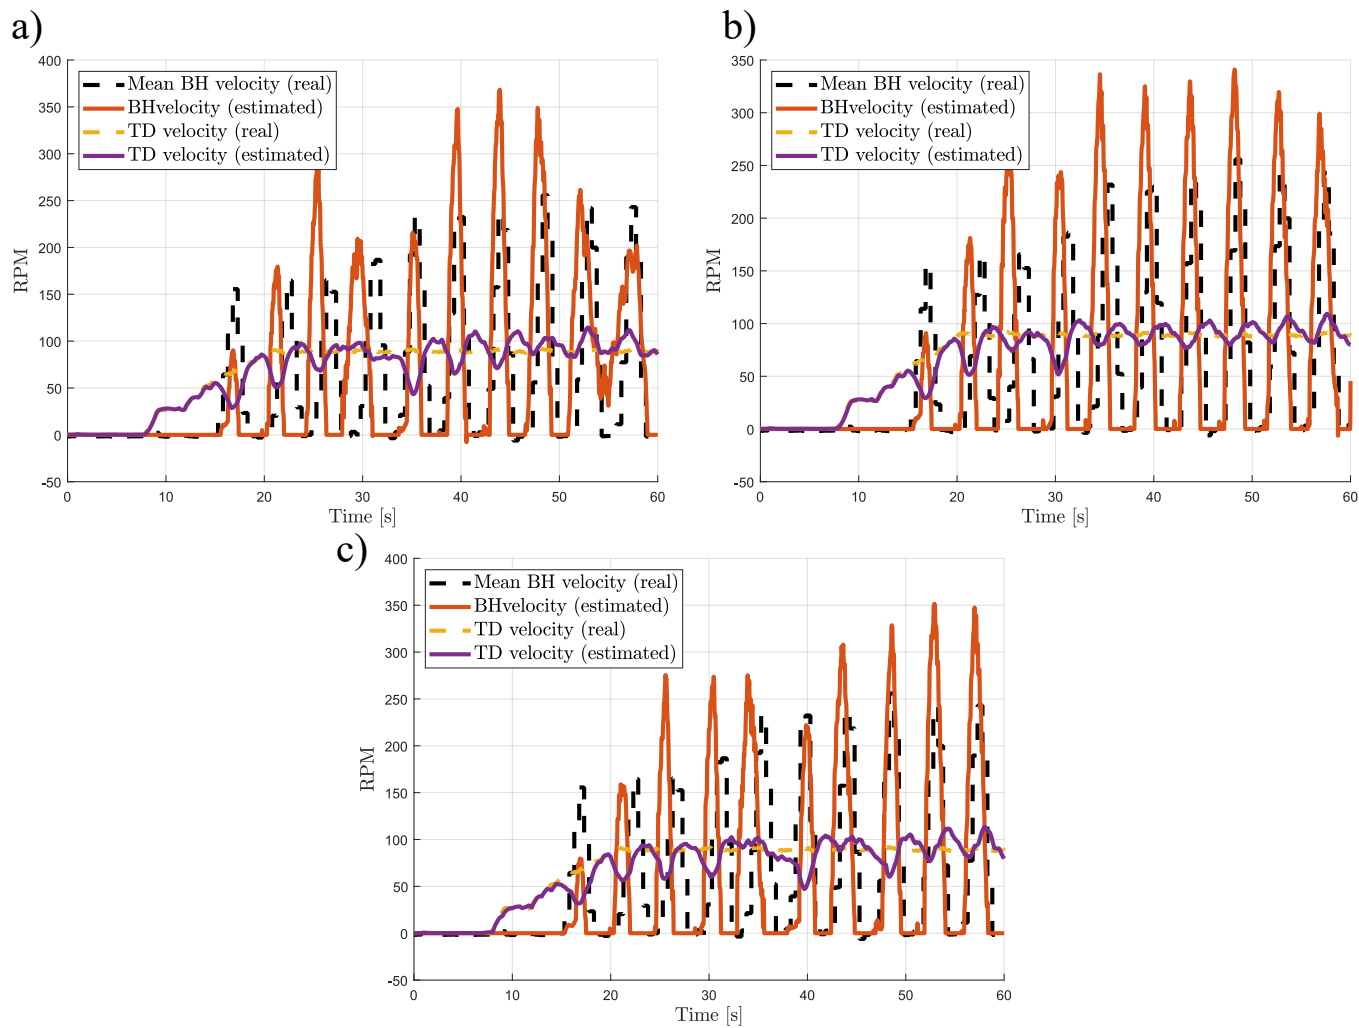 a)
400
350
300
250
200
150
100
50
0
-50
RPM
Mean BH velocity (real)
BHvelocity (estimated)
TD velocity (real)
TD velocity (estimated)
0 10 20 30 40 50 60
Time [s]
b)
350
300
250
200
150
100
50
0
-50
RPM
Mean BH velocity (real)
BHvelocity (estimated)
TD velocity (real)
TD velocity (estimated)
0 10 20 30 40 50 60
Time [s]
c)
400
350
300
250
200
150
100
50
0
-50
RPM
Mean BH velocity (real)
BHvelocity (estimated)
TD velocity (real)
TD velocity (estimated)
0 10 20 30 40 50 60
Time [s]